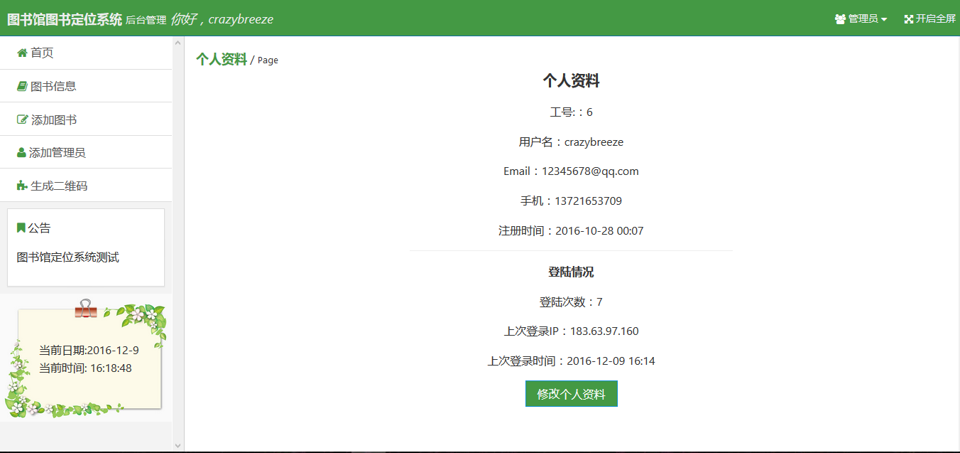 图书馆图书定位系统 后台管理 你好，crazybreeze
管理员 开启全屏
首页
图书信息
添加图书
添加管理员
生成二维码
公告
图书馆定位系统测试
当前日期:2016-12-9
当前时间: 16:18:48
个人资料 / Page
个人资料
工号:：6
用户名：crazybreeze
Email：12345678@qq.com
手机：13721653709
注册时间：2016-10-28 00:07
登陆情况
登陆次数：7
上次登录IP：183.63.97.160
上次登录时间：2016-12-09 16:14
修改个人资料